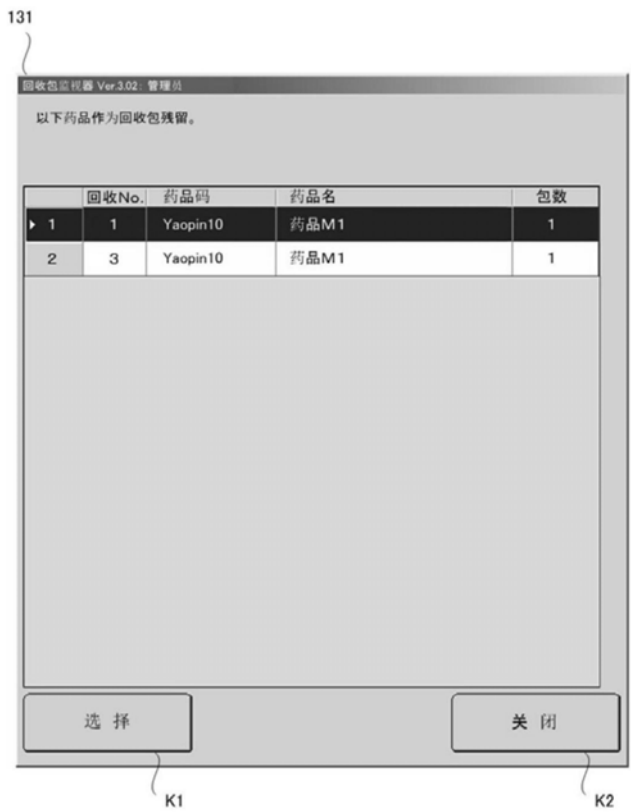 131
回收包监视器 Ver.3.02: 管理员
以下药品作为回收包残留。
回收No. 药品码 药品名 包数
1 1 Yaopin10 药品M1 1
2 3 Yaopin10 药品M1 1
选择 关闭
K1 K2